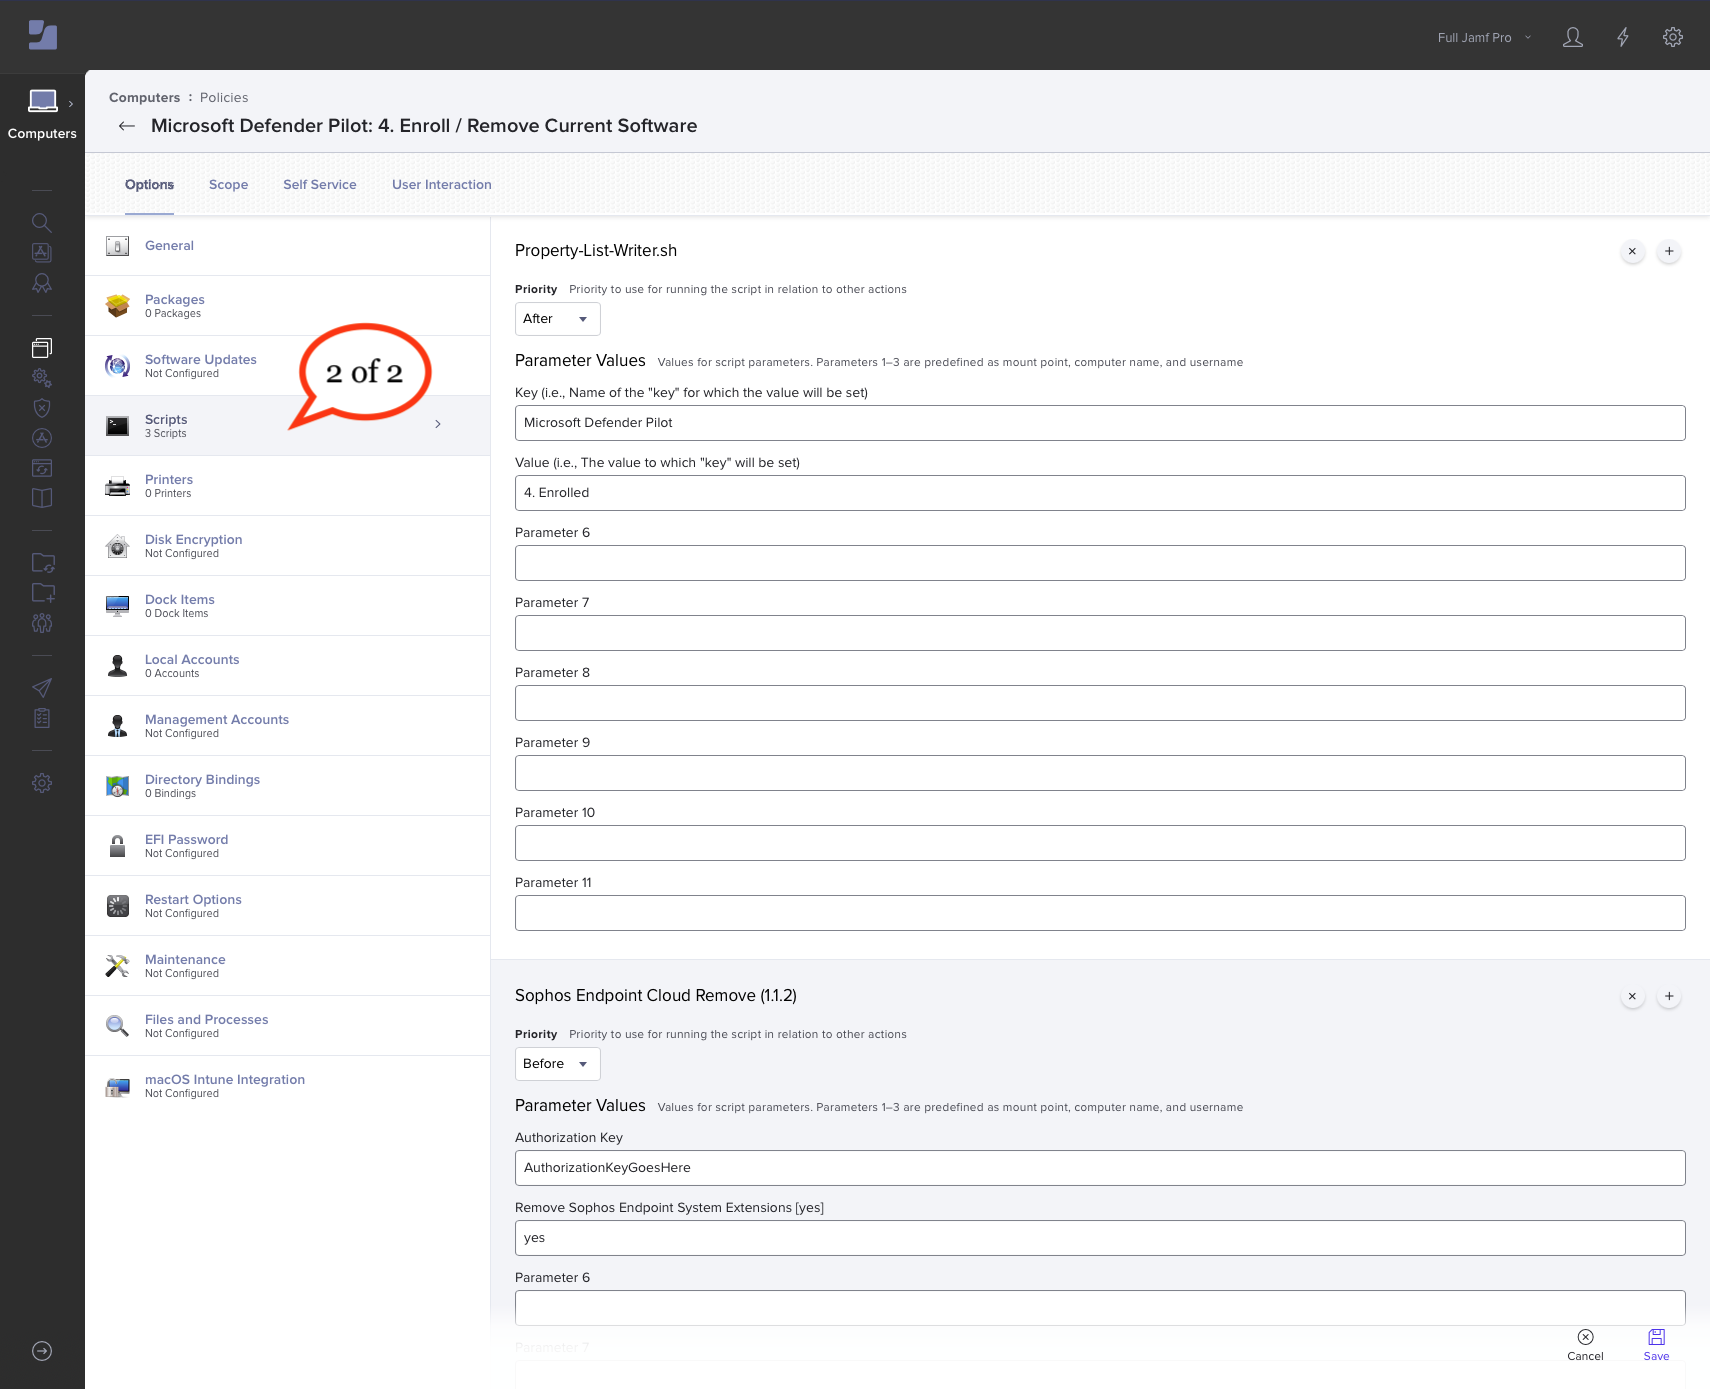 Full Jamf Pro
Computers
Computers : Policies
Microsoft Defender Pilot: 4. Enroll / Remove Current Software
Options
Scope
Self Service
User Interaction
General
Packages
0 Packages
Software Updates
Not Configured
2 of 2
Scripts
3 Scripts
Printers
0 Printers
Disk Encryption
Not Configured
Dock Items
0 Dock Items
Local Accounts
0 Accounts
Management Accounts
Not Configured
Directory Bindings
0 Bindings
EFI Password
Not Configured
Restart Options
Not Configured
Maintenance
Not Configured
Files and Processes
Not Configured
macOS Intune Integration
Not Configured
Property-List-Writer.sh
Priority Priority to use for running the script in relation to other actions
After
Parameter Values Values for script parameters. Parameters 1–3 are predefined as mount point, computer name, and username
Key (i.e., Name of the "key" for which the value will be set)
Microsoft Defender Pilot
Value (i.e., The value to which "key" will be set)
4. Enrolled
Parameter 6
Parameter 7
Parameter 8
Parameter 9
Parameter 10
Parameter 11
Sophos Endpoint Cloud Remove (1.1.2)
Priority Priority to use for running the script in relation to other actions
Before
Parameter Values Values for script parameters. Parameters 1–3 are predefined as mount point, computer name, and username
Authorization Key
AuthorizationKeyGoesHere
Remove Sophos Endpoint System Extensions [yes]
yes
Parameter 6
Parameter 7
Cancel
Save